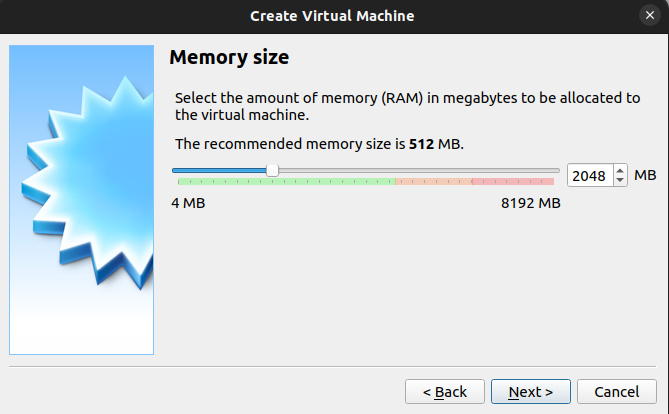 Create Virtual Machine
Memory size
Select the amount of memory (RAM) in megabytes to be allocated to
the virtual machine.
The recommended memory size is 512 MB.
2048 MB
4 MB 8192 MB
< Back Next > Cancel